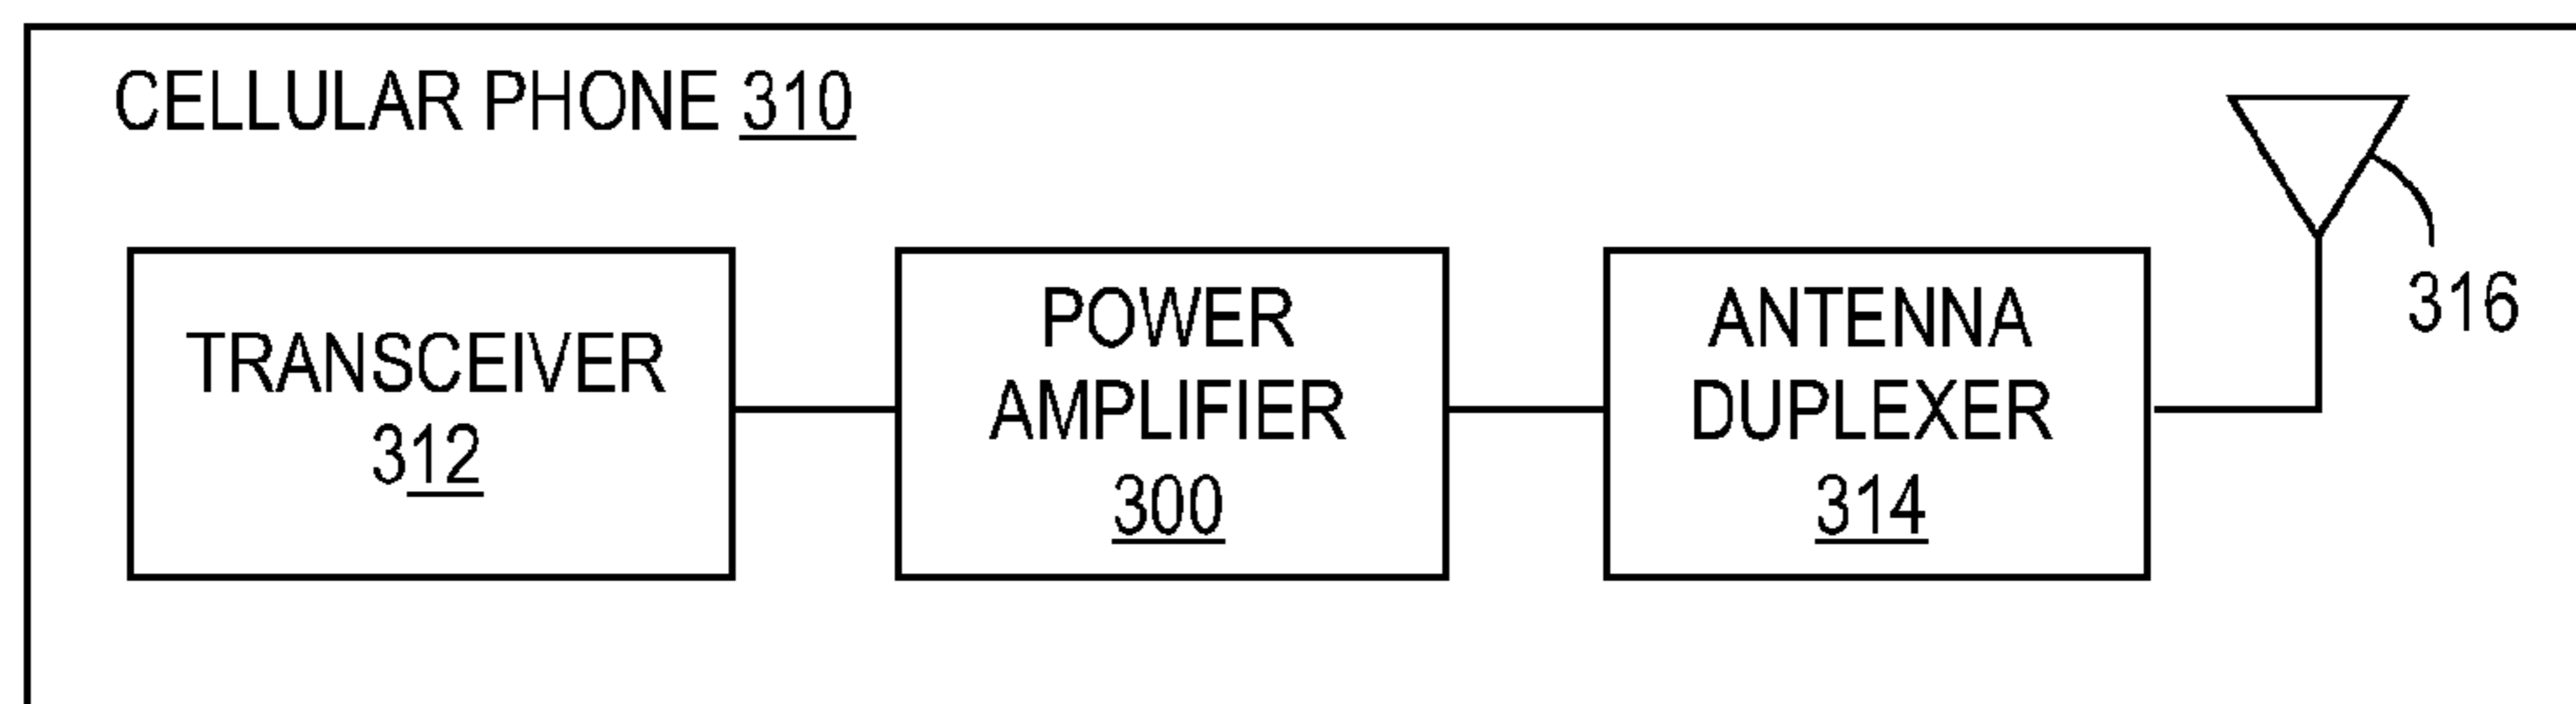 CELLULAR PHONE 310
TRANSCEIVER
312
POWER
AMPLIFIER
300
ANTENNA
DUPLEXER
314
316